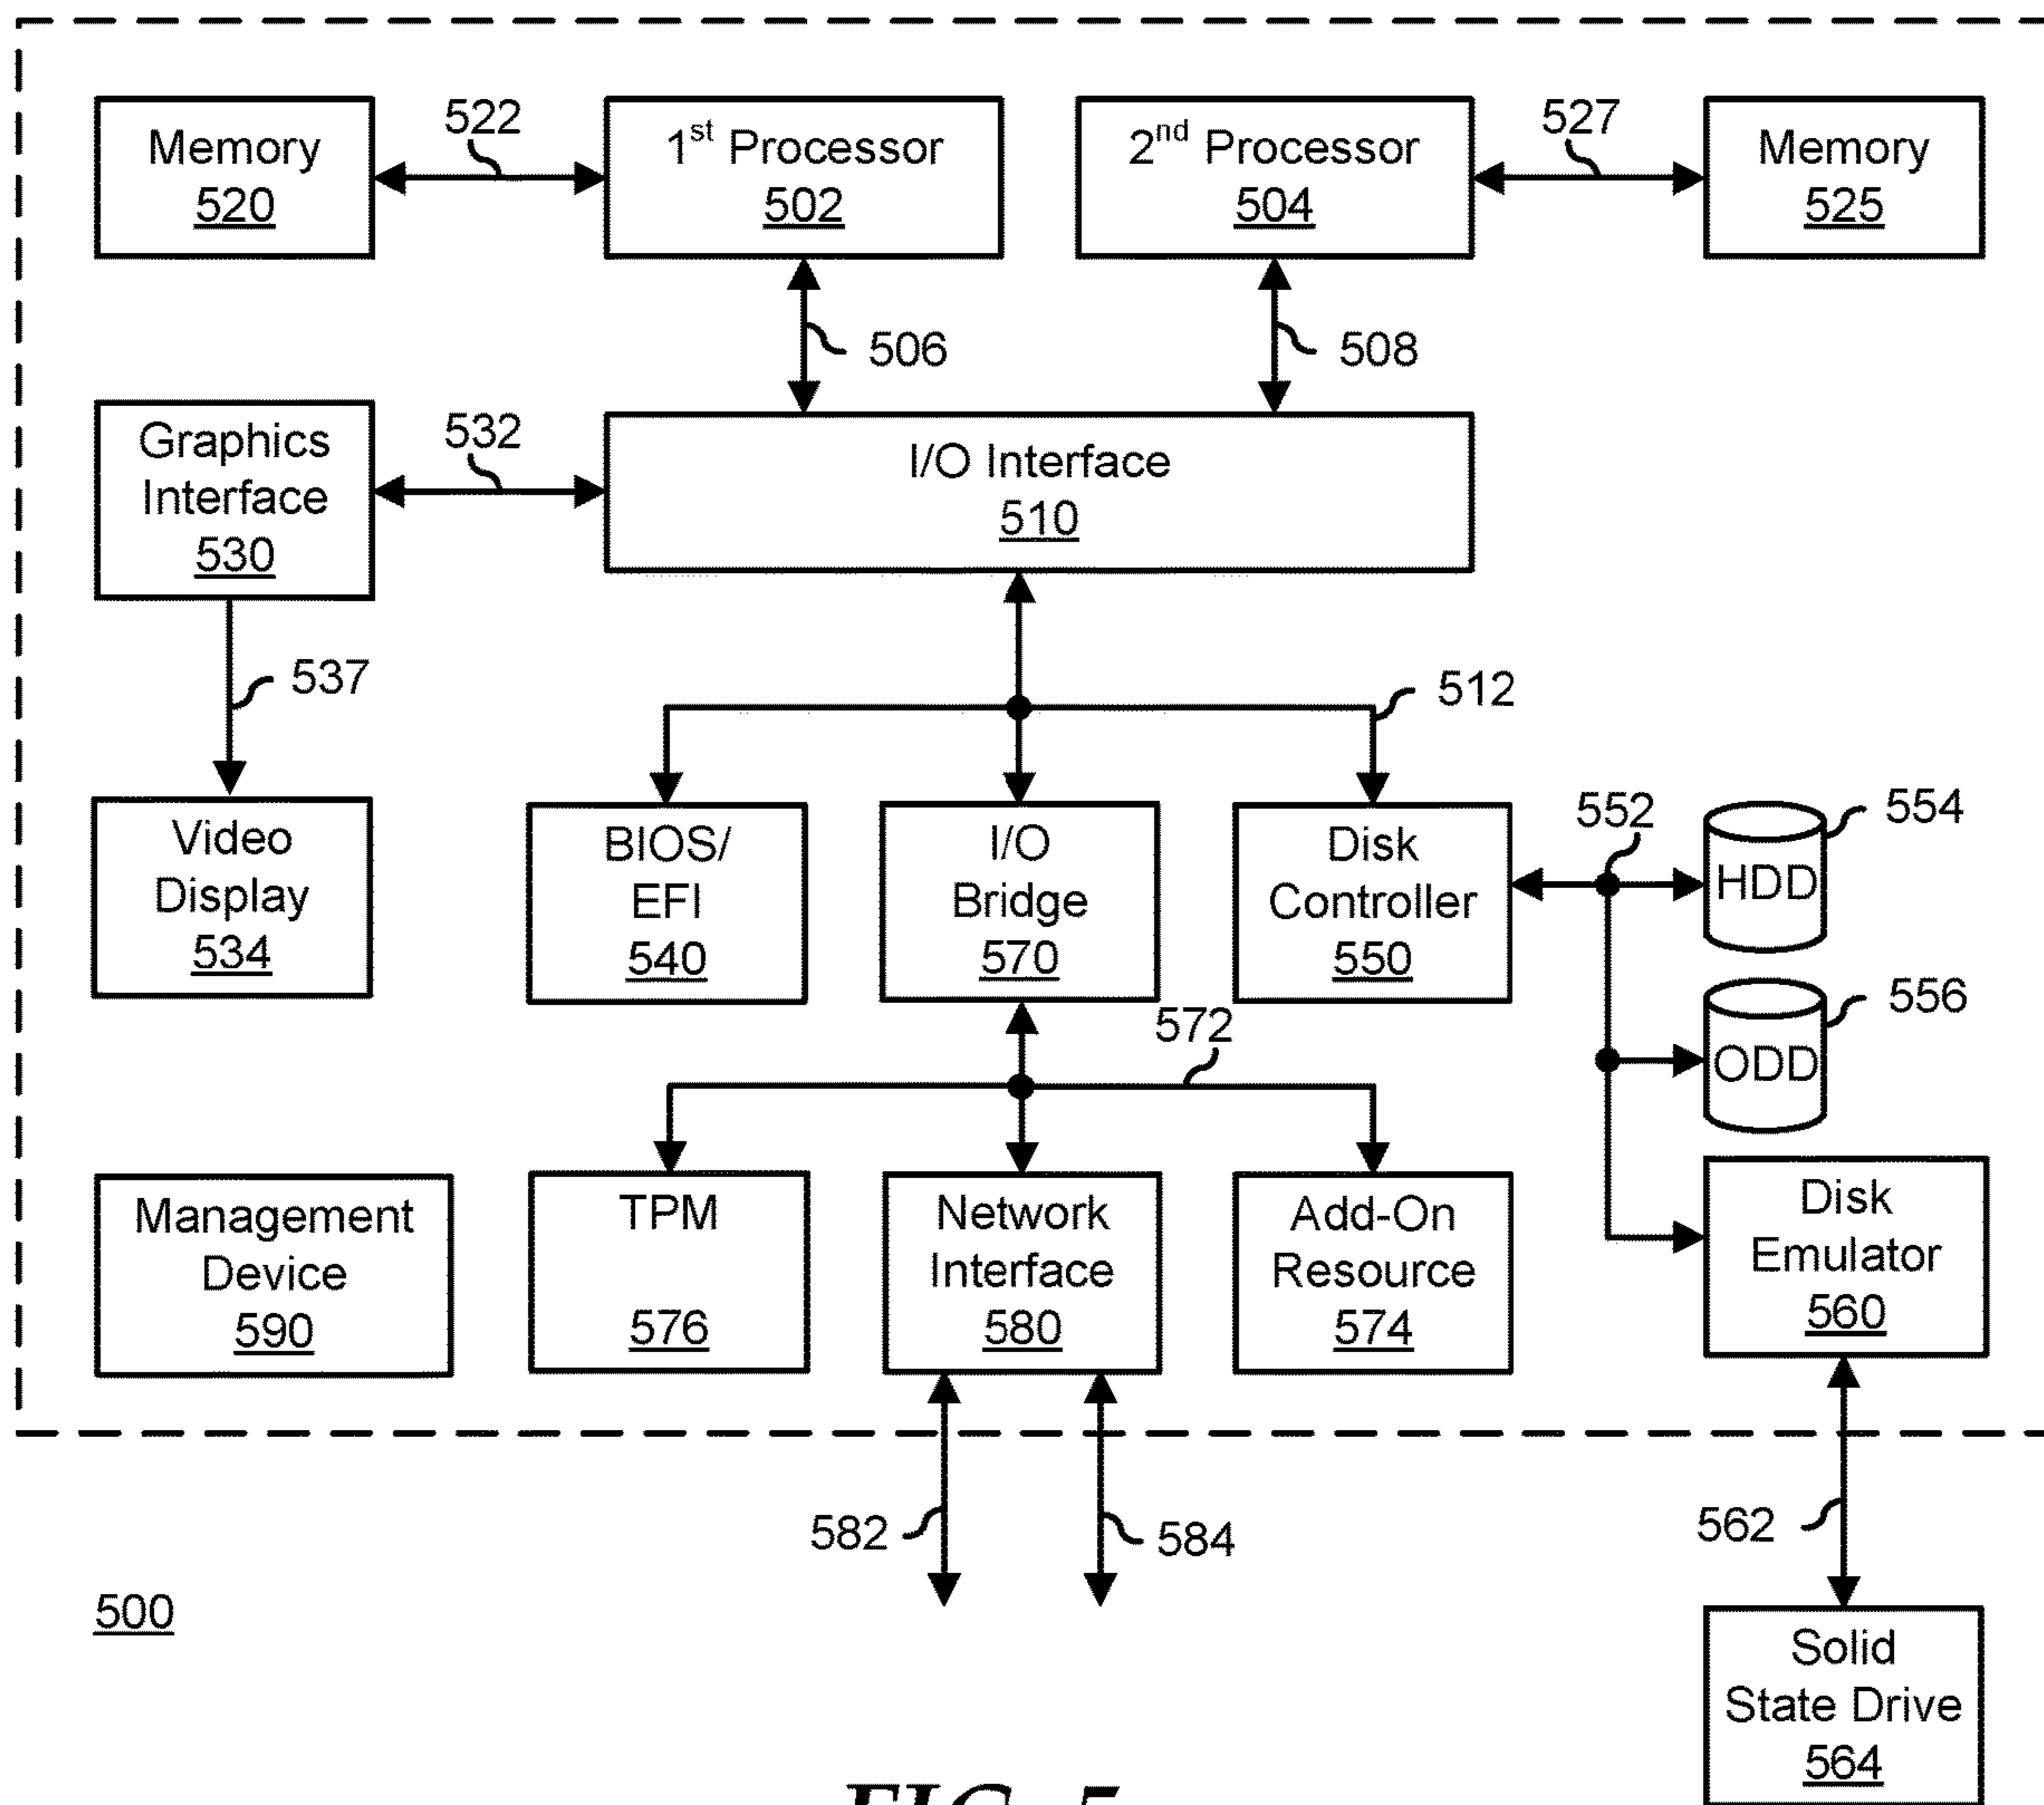 Memory
520
522
1st Processor
502
2nd Processor
504
527
Memory
525
506
508
Graphics
Interface
530
532
I/O Interface
510
537
512
Video
Display
534
BIOS/
EFI
540
I/O
Bridge
570
Disk
Controller
550
552
554
HDD
556
ODD
572
Management
Device
590
TPM
576
Network
Interface
580
Add-On
Resource
574
Disk
Emulator
560
582
584
562
500
Solid
State Drive
564
FIG. 5